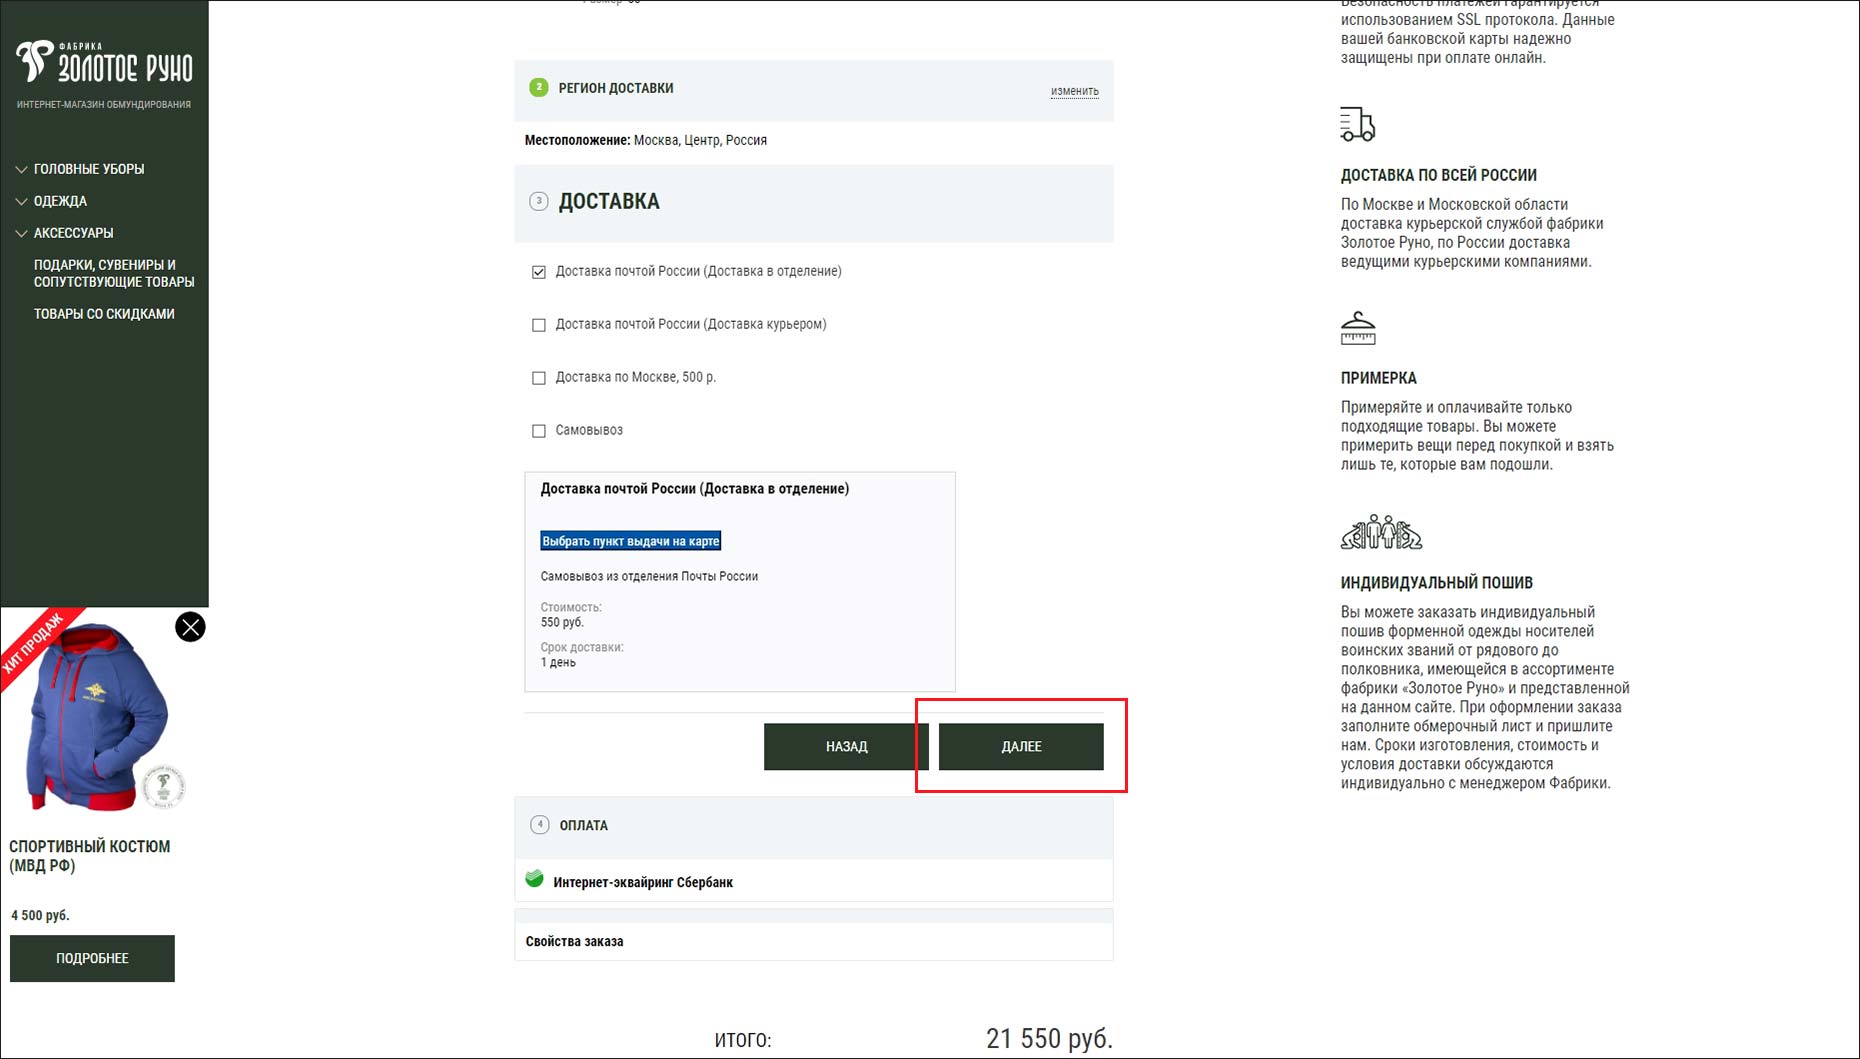 ФАБРИКА
ЗОЛОТОЕ РУНО
ИНТЕРНЕТ-МАГАЗИН ОБМУНДИРОВАНИЯ
ГОЛОВНЫЕ УБОРЫ
ОДЕЖДА
АКСЕССУАРЫ
ПОДАРКИ, СУВЕНИРЫ И
СОПУТСТВУЮЩИЕ ТОВАРЫ
ТОВАРЫ СО СКИДКАМИ
ХИТ ПРОДАЖ
СПОРТИВНЫЙ КОСТЮМ
(МВД РФ)
4 500 руб.
ПОДРОБНЕЕ
2 РЕГИОН ДОСТАВКИ
изменить
Местоположение: Москва, Центр, Россия
3 ДОСТАВКА
Доставка почтой России (Доставка в отделение)
Доставка почтой России (Доставка курьером)
Доставка по Москве, 500 р.
Самовывоз
Доставка почтой России (Доставка в отделение)
Выбрать пункт выдачи на карте
Самовывоз из отделения Почты России
Стоимость:
550 руб.
Срок доставки:
1 день
НАЗАД
ДАЛЕЕ
4 ОПЛАТА
Интернет-эквайринг Сбербанк
Свойства заказа
ИТОГО:
21 550 руб.
Безопасность платежей гарантируется
использованием SSL протокола. Данные
вашей банковской карты надежно
защищены при оплате онлайн.
ДОСТАВКА ПО ВСЕЙ РОССИИ
По Москве и Московской области
доставка курьерской службой фабрики
Золотое Руно, по России доставка
ведущими курьерскими компаниями.
ПРИМЕРКА
Примеряйте и оплачивайте только
подходящие товары. Вы можете
примерить вещи перед покупкой и взять
лишь те, которые вам подошли.
ИНДИВИДУАЛЬНЫЙ ПОШИВ
Вы можете заказать индивидуальный
пошив форменной одежды носителей
воинских званий от рядового до
полковника, имеющейся в ассортименте
фабрики «Золотое Руно» и представленной
на данном сайте. При оформлении заказа
заполните обмерочный лист и пришлите
нам. Сроки изготовления, стоимость и
условия доставки обсуждаются
индивидуально с менеджером Фабрики.